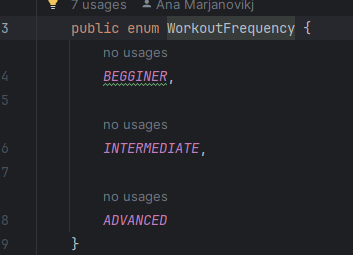 7 usages Ana Marjanovikj
3 public enum WorkoutFrequency {
no usages
4 BEGGINER,
5
no usages
6 INTERMEDIATE,
7
no usages
8 ADVANCED
9 }